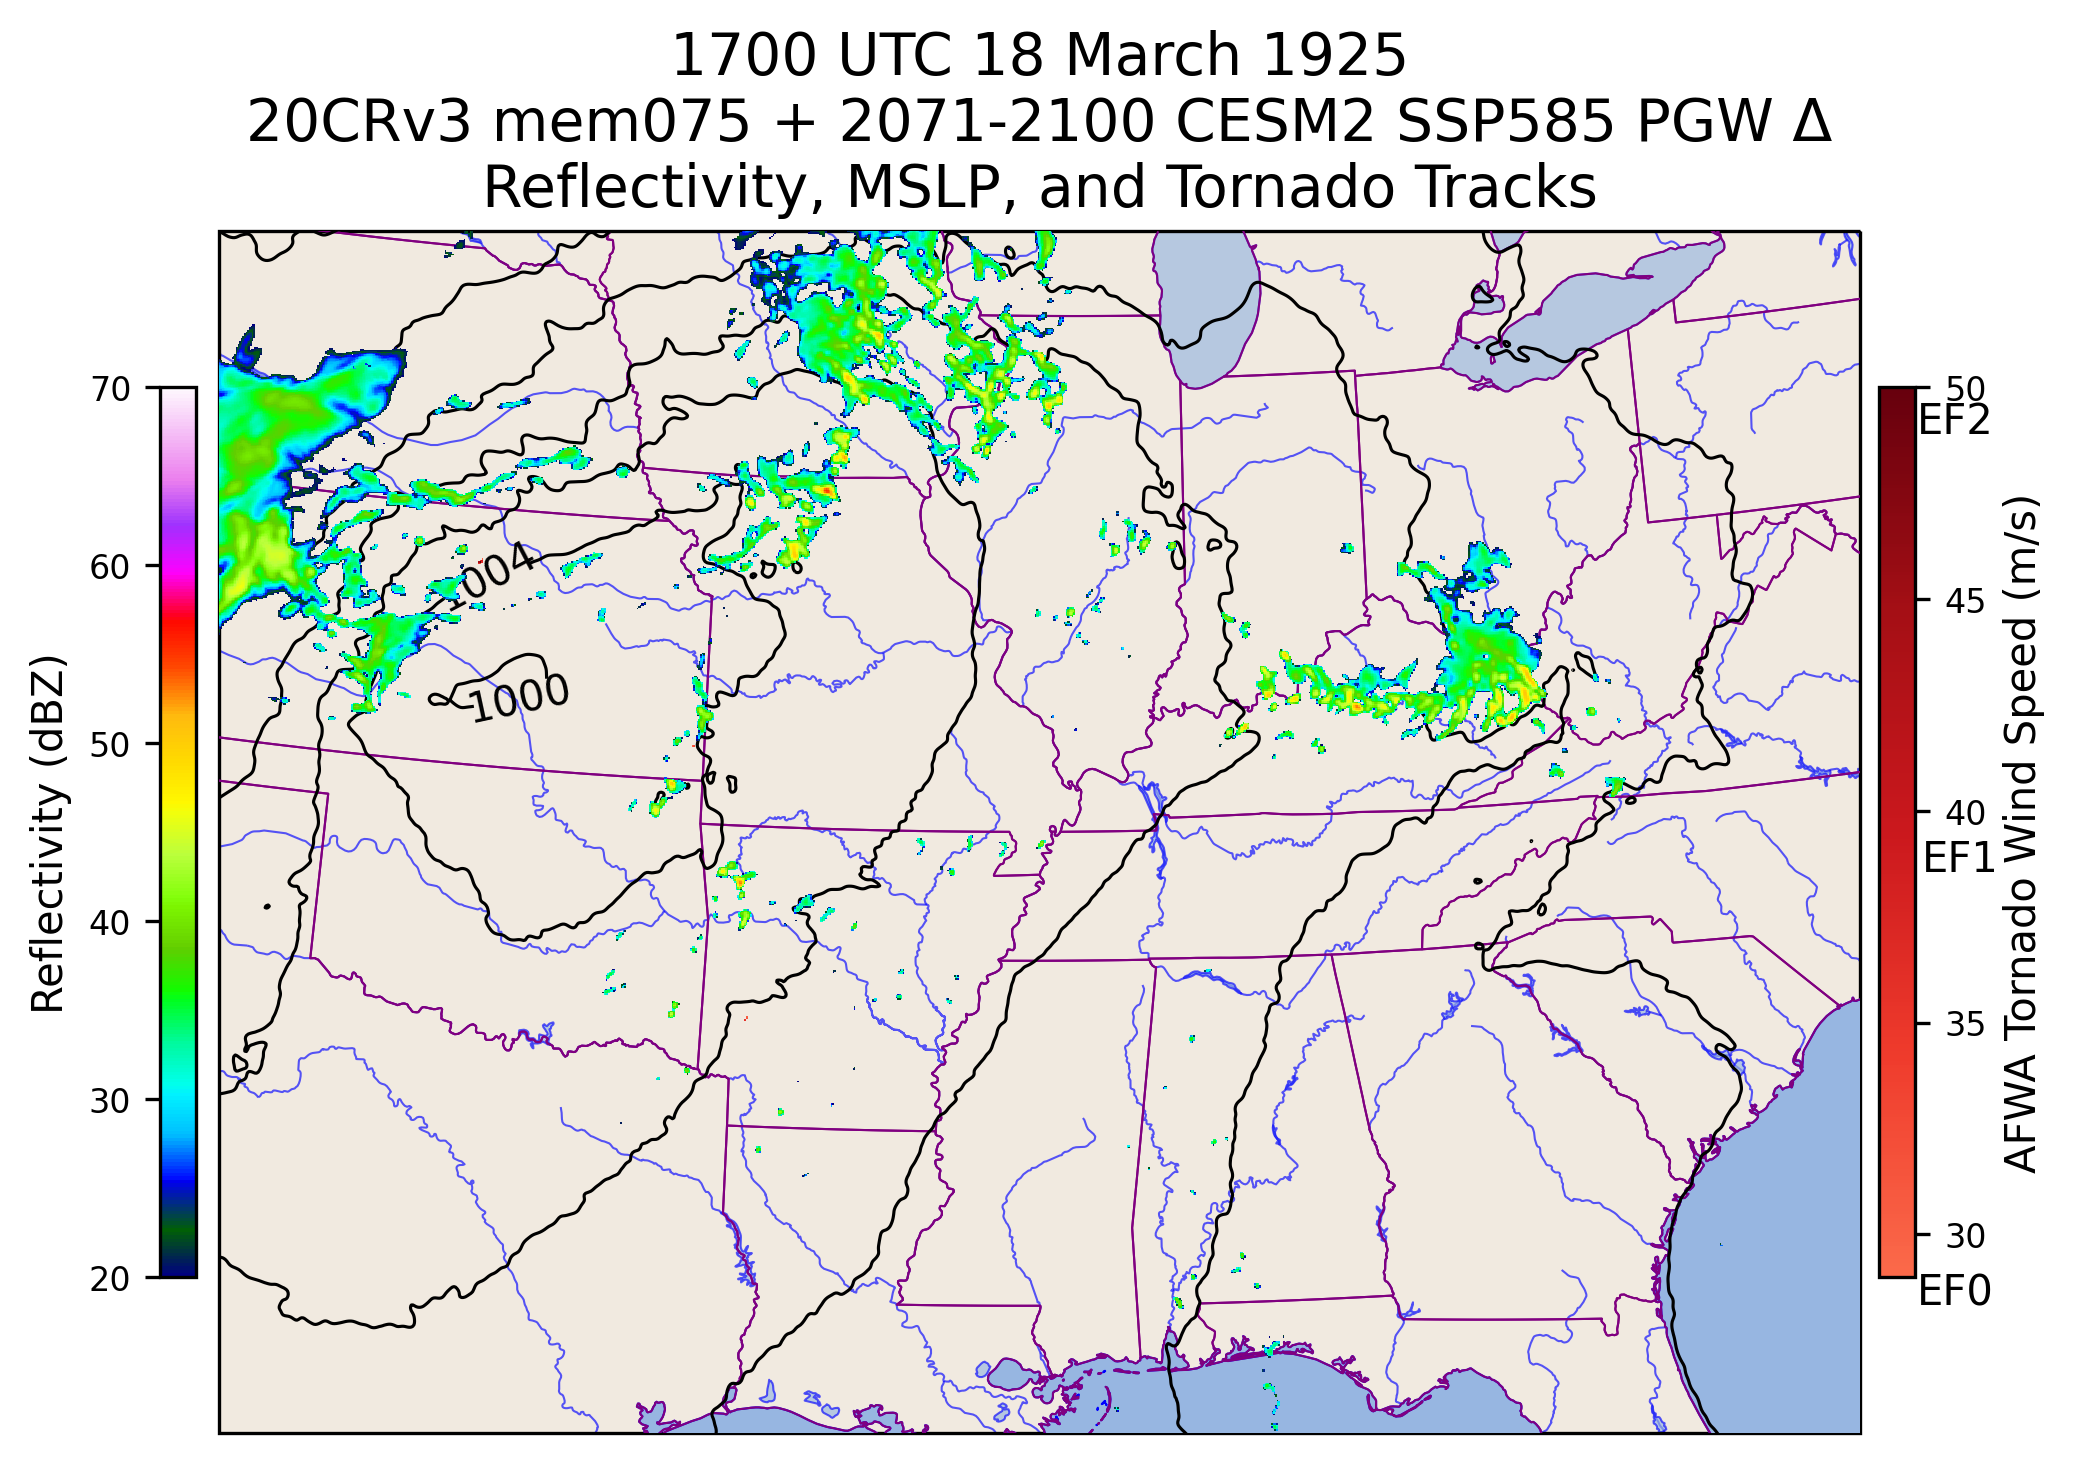 1700 UTC 18 March 1925
20CRv3 mem075 + 2071-2100 CESM2 SSP585 PGW Δ
Reflectivity, MSLP, and Tornado Tracks
70
60
50
40
30
20
Reflectivity (dBZ)
1004
1000
50
EF2
45
40
EF1
35
30
EF0
AFWA Tornado Wind Speed (m/s)